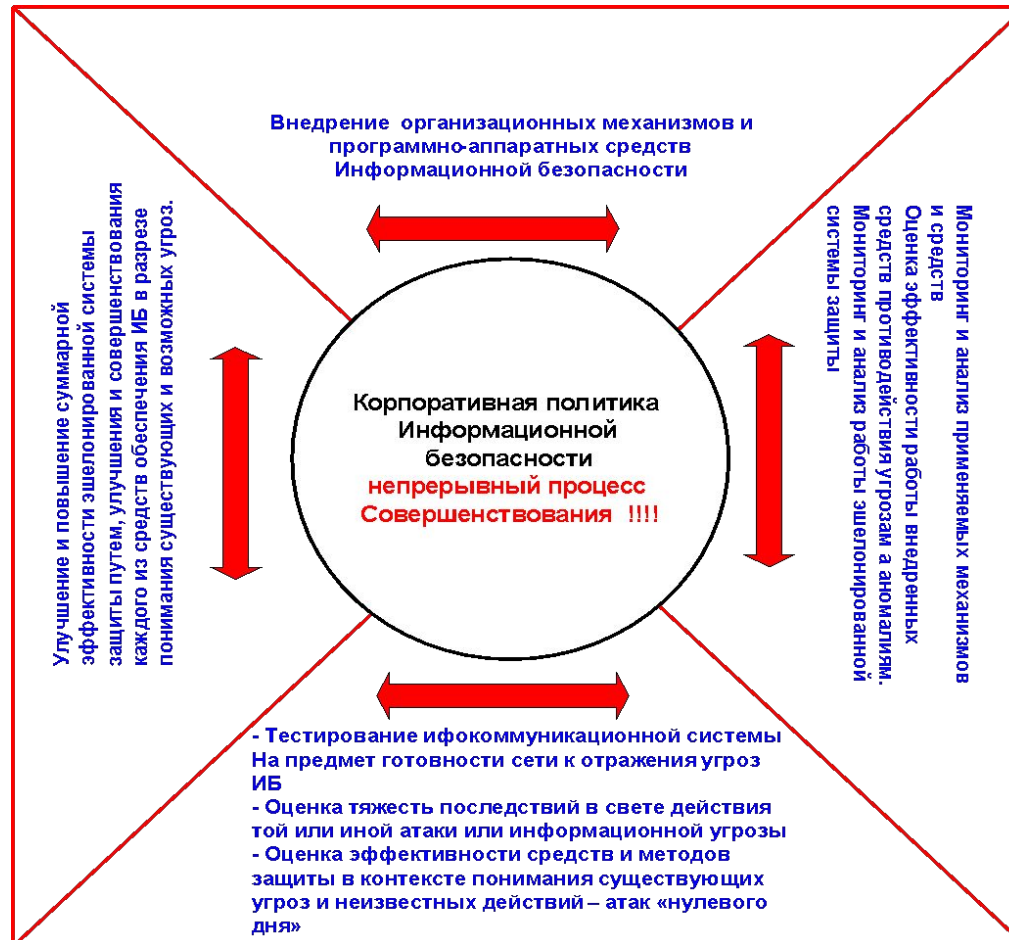 Внедрение организационных механизмов и
программно-аппаратных средств
Информационной безопасности
Мониторинг и анализ применяемых механизмов
и средств
Оценка эффективности работы внедренных
средств противодействия угрозам а аномалиям.
Мониторинг и анализ работы эшелонированной
системы защиты
Корпоративная политика
Информационной
безопасности
непрерывный процесс
Совершенствования !!!!
Улучшение и повышение суммарной
эффективности эшелонированной системы
защиты путем, улучшения и совершенствования
каждого из средств обеспечения ИБ в разрезе
понимания существующих и возможных угроз.
- Тестирование ифокоммуникационной системы
На предмет готовности сети к отражения угроз
ИБ
- Оценка тяжесть последствий в свете действия
той или иной атаки или информационной угрозы
- Оценка эффективности средств и методов
защиты в контексте понимания существующих
угроз и неизвестных действий – атак «нулевого
дня»